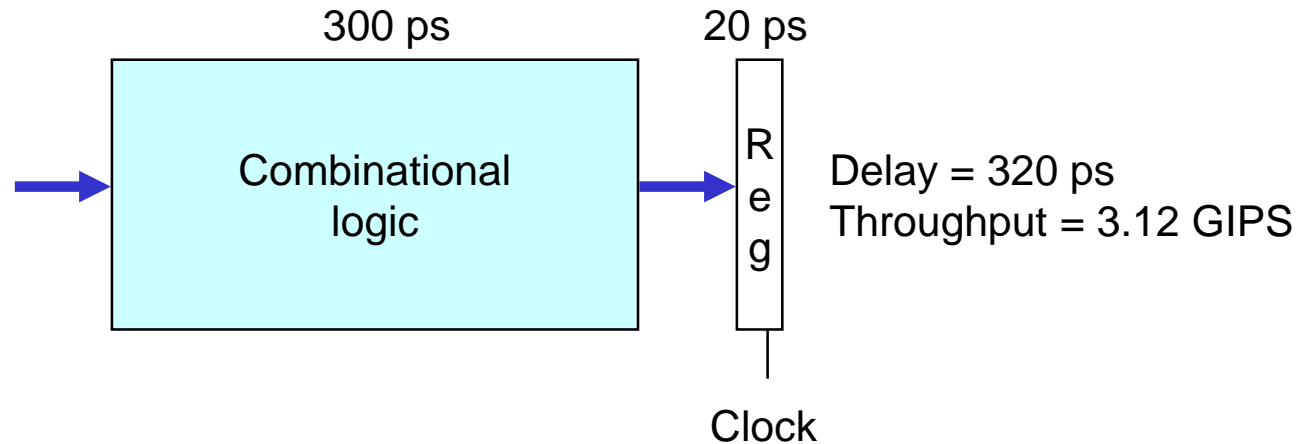 300 ps
20 ps
Combinational
logic
R
e
g
Delay = 320 ps
Throughput = 3.12 GIPS
Clock